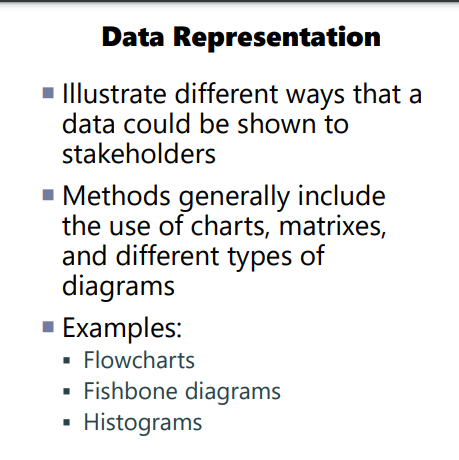 Data Representation
Illustrate different ways that a
data could be shown to
stakeholders
Methods generally include
the use of charts, matrixes,
and different types of
diagrams
Examples:
Flowcharts
Fishbone diagrams
Histograms